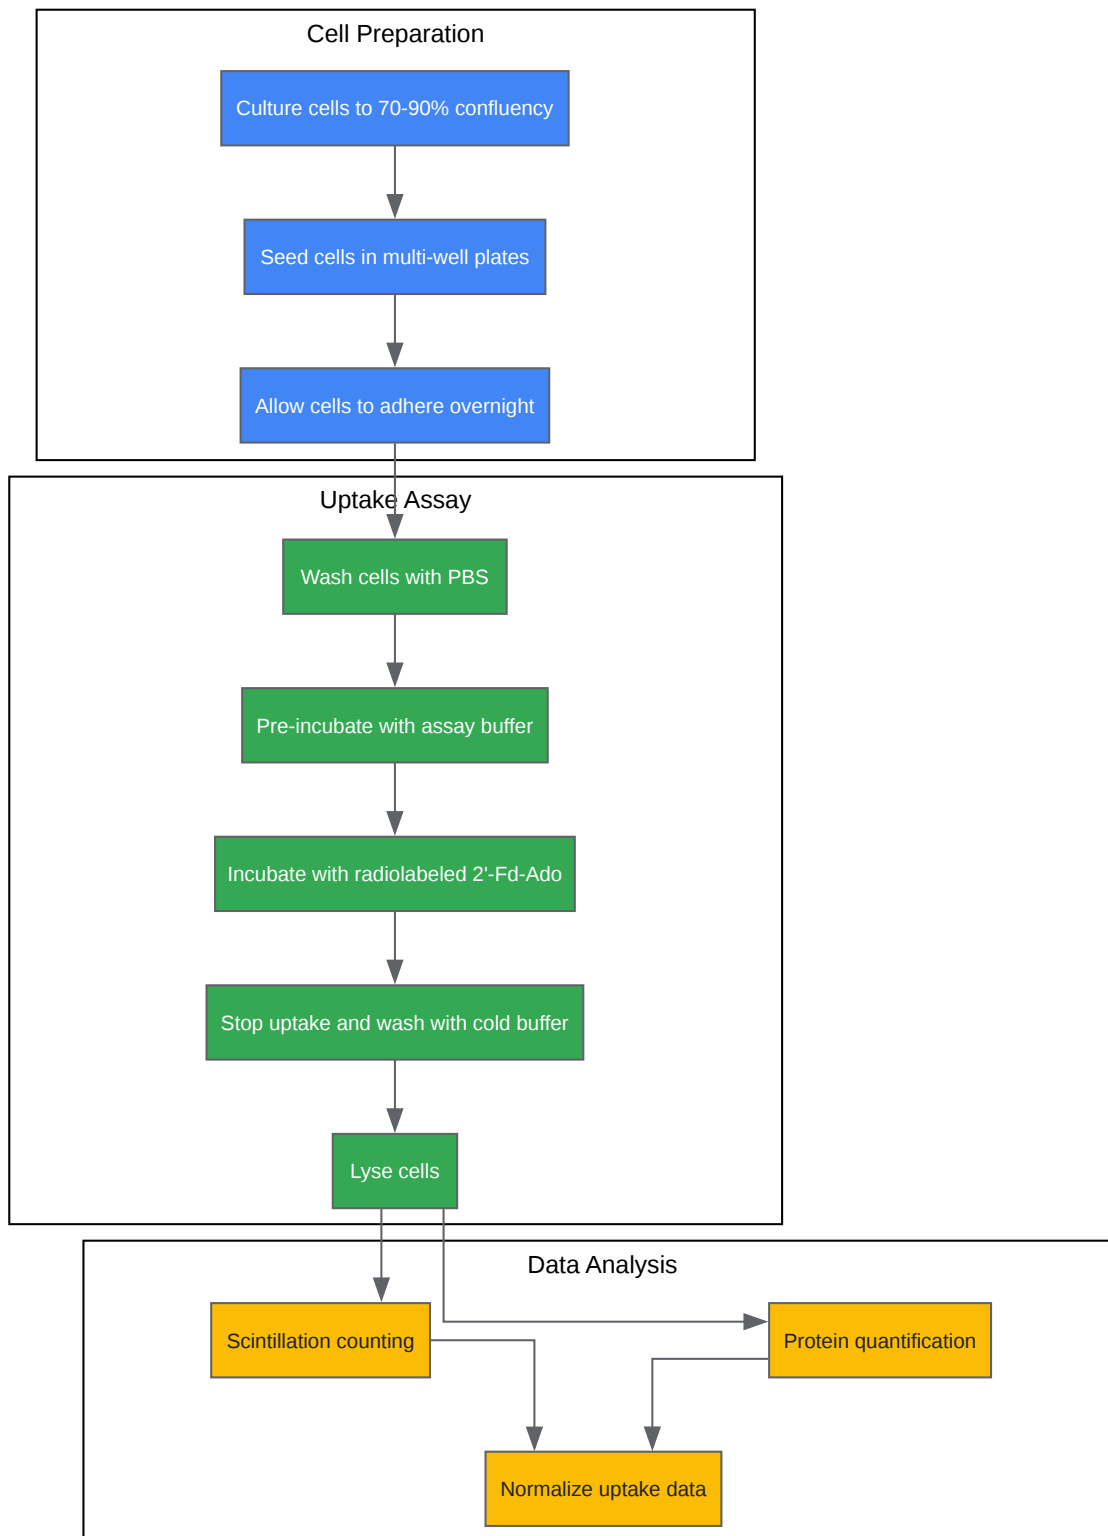 Cell Preparation
Culture cells to 70-90% confluency
Seed cells in multi-well plates
Allow cells to adhere overnight
Uptake Assay
Wash cells with PBS
Pre-incubate with assay buffer
Incubate with radiolabeled 2'-Fd-Ado
Stop uptake and wash with cold buffer
Lyse cells
Data Analysis
Scintillation counting
Protein quantification
Normalize uptake data